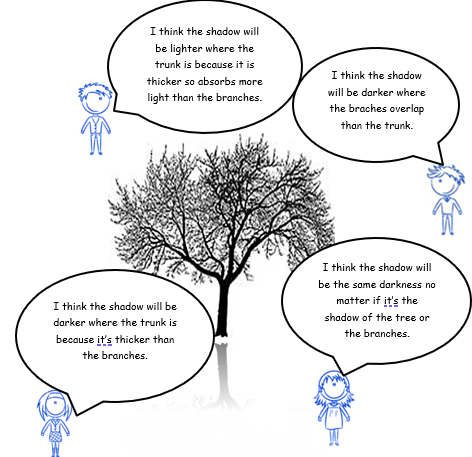 I think the shadow will
be lighter where the
trunk is because it is
thicker so absorbs more
light than the branches.
I think the shadow
will be darker where
the braches overlap
than the trunk.
I think the shadow will be
darker where the trunk is
because it's thicker than
the branches.
I think the shadow will
be the same darkness no
matter if it's the
shadow of the tree or
the branches.